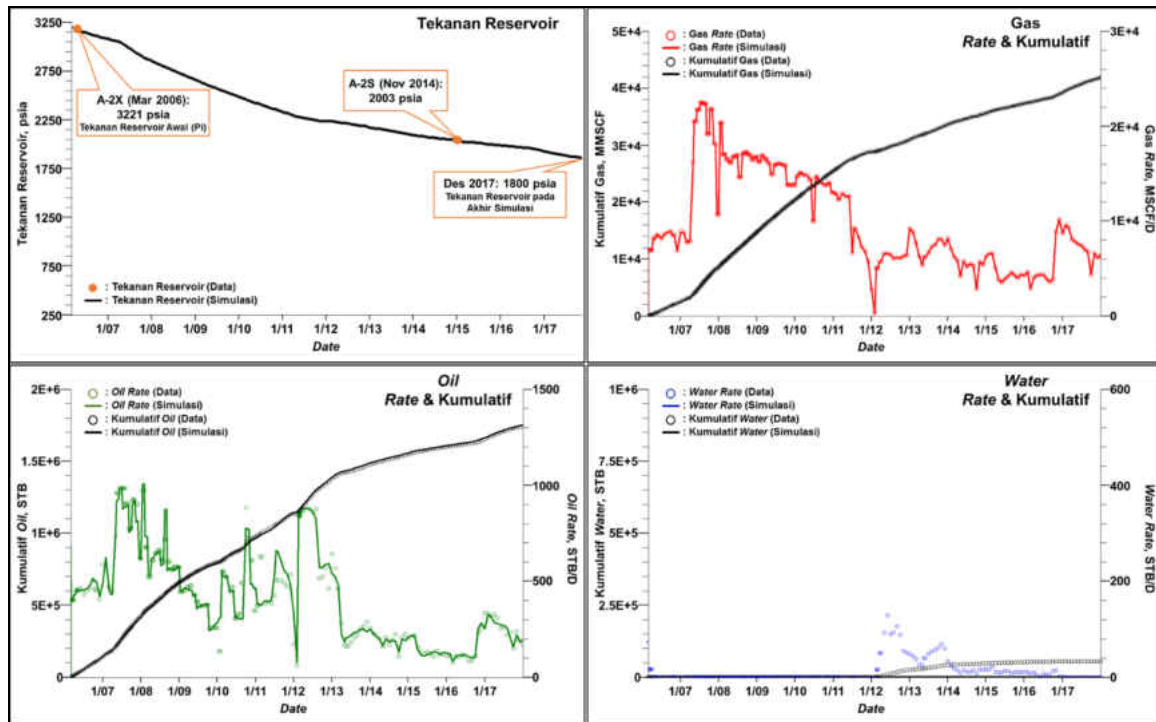 Tekanan Reservoir
3250
2750
2250
1750
1250
750
250
Tekanan Reservoir, psia
A-2X (Mar 2006):
3221 psia
Tekanan Reservoir Awal (PI)
A-2S (Nov 2014):
2003 psia
Des 2017: 1800 psia
Tekanan Reservoir pada
Akhir Simulasi
: Tekanan Reservoir (Data)
: Tekanan Reservoir (Simulasi)
1/07 1/08 1/09 1/10 1/11 1/12 1/13 1/14 1/15 1/16 1/17
Date
Gas
Rate & Kumulatif
: Gas Rate (Data)
: Gas Rate (Simulasi)
: Kumulatif Gas (Data)
: Kumulatif Gas (Simulasi)
5E+4
4E+4
3E+4
2E+4
1E+4
0
Kumulatif Gas, MMSCF
3E+4
2E+4
1E+4
0
Gas Rate, MSCF/D
1/07 1/08 1/09 1/10 1/11 1/12 1/13 1/14 1/15 1/16 1/17
Date
Oil
Rate & Kumulatif
: Oil Rate (Data)
: Oil Rate (Simulasi)
: Kumulatif Oil (Data)
: Kumulatif Oil (Simulasi)
2E+6
1.5E+6
1E+6
5E+5
0
Kumulatif Oil, STB
1500
1000
500
0
Oil Rate, STB/D
1/07 1/08 1/09 1/10 1/11 1/12 1/13 1/14 1/15 1/16 1/17
Date
Water
Rate & Kumulatif
: Water Rate (Data)
: Water Rate (Simulasi)
: Kumulatif Water (Data)
: Kumulatif Water (Simulasi)
1E+6
7.5E+5
5E+5
2.5E+5
0
Kumulatif Water, STB
600
400
200
0
Water Rate, STB/D
1/07 1/08 1/09 1/10 1/11 1/12 1/13 1/14 1/15 1/16 1/17
Date